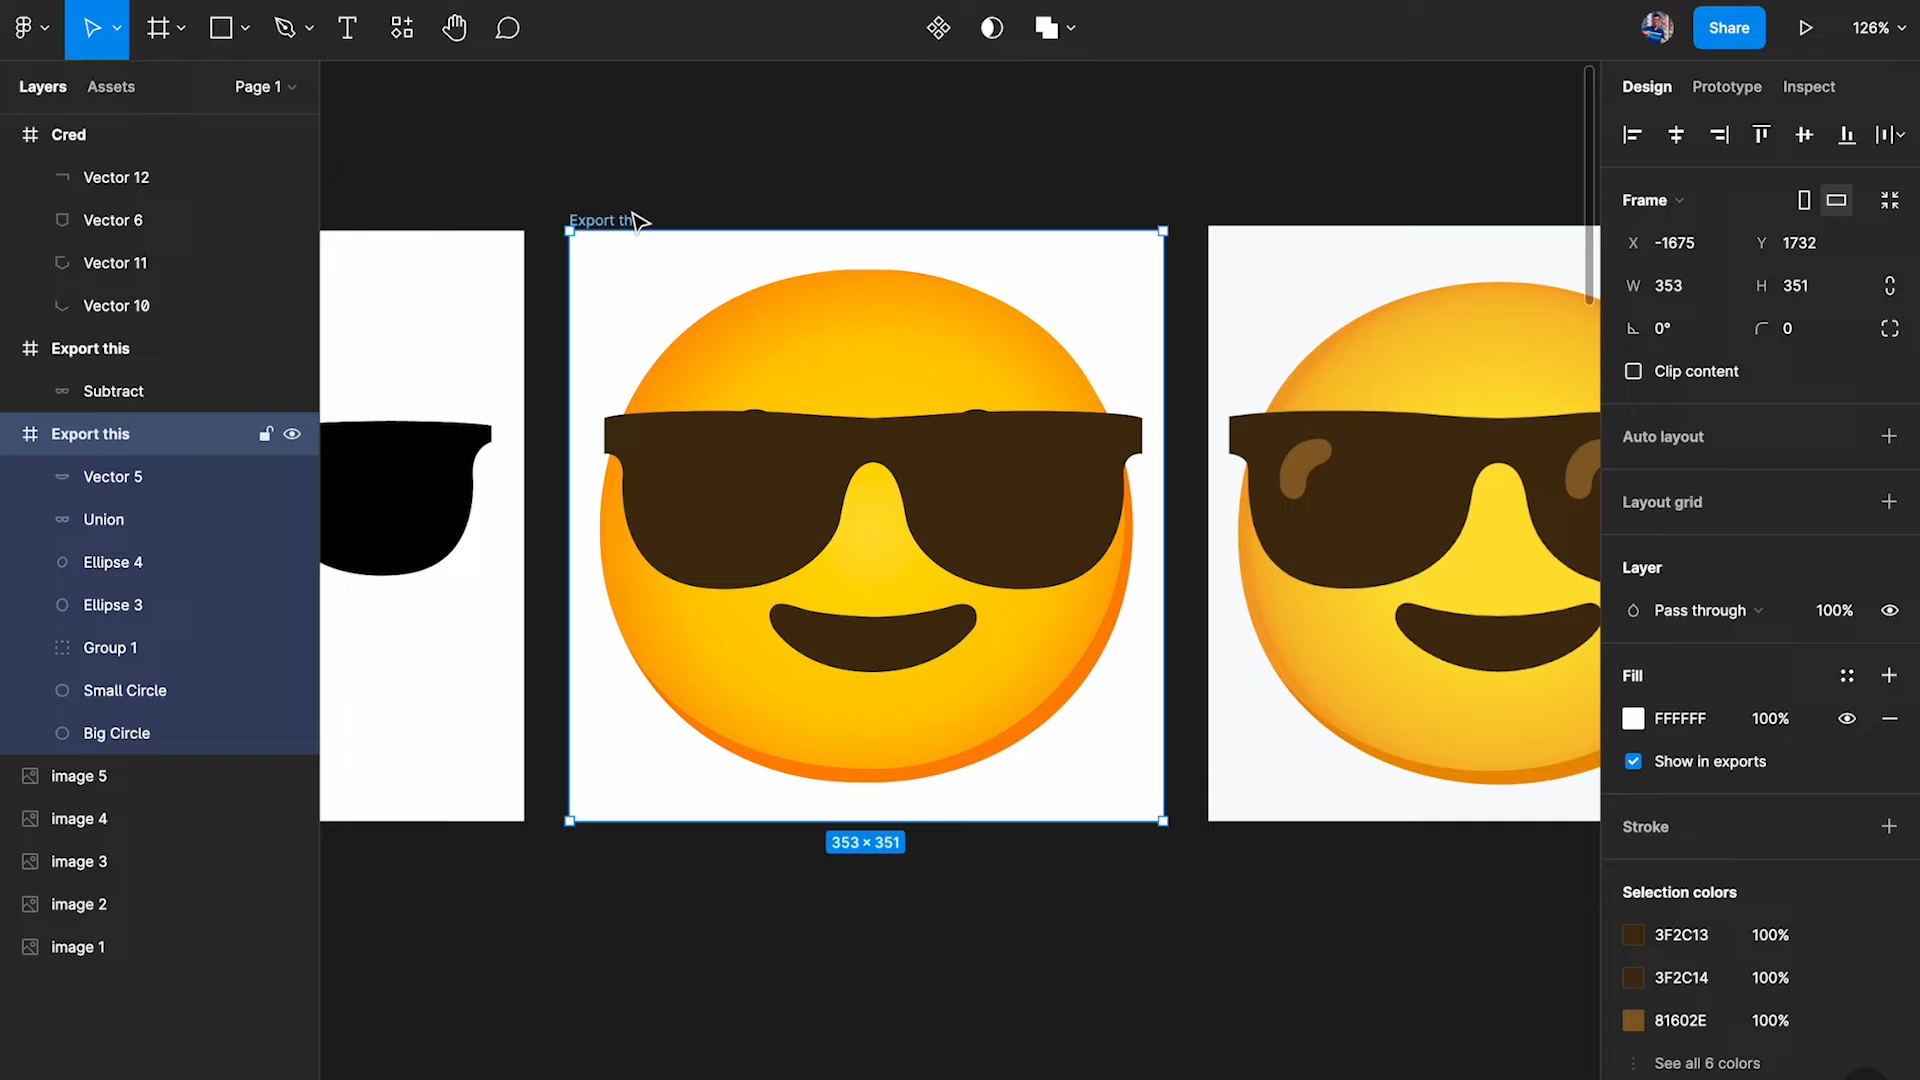 Share
126%
Layers
Assets
Page 1
Cred
Vector 12
Vector 6
Vector 11
Vector 10
Export this
Subtract
Export this
Vector 5
Union
Ellipse 4
Ellipse 3
Group 1
Small Circle
Big Circle
image 5
image 4
image 3
image 2
image 1
Export th
353 × 351
Design
Prototype
Inspect
Frame
X -1675
Y 1732
W 353
H 351
0°
0
Clip content
Auto layout
Layout grid
Layer
Pass through
100%
Fill
FFFFFF 100%
Show in exports
Stroke
Selection colors
3F2C13 100%
3F2C14 100%
81602E 100%
See all 6 colors